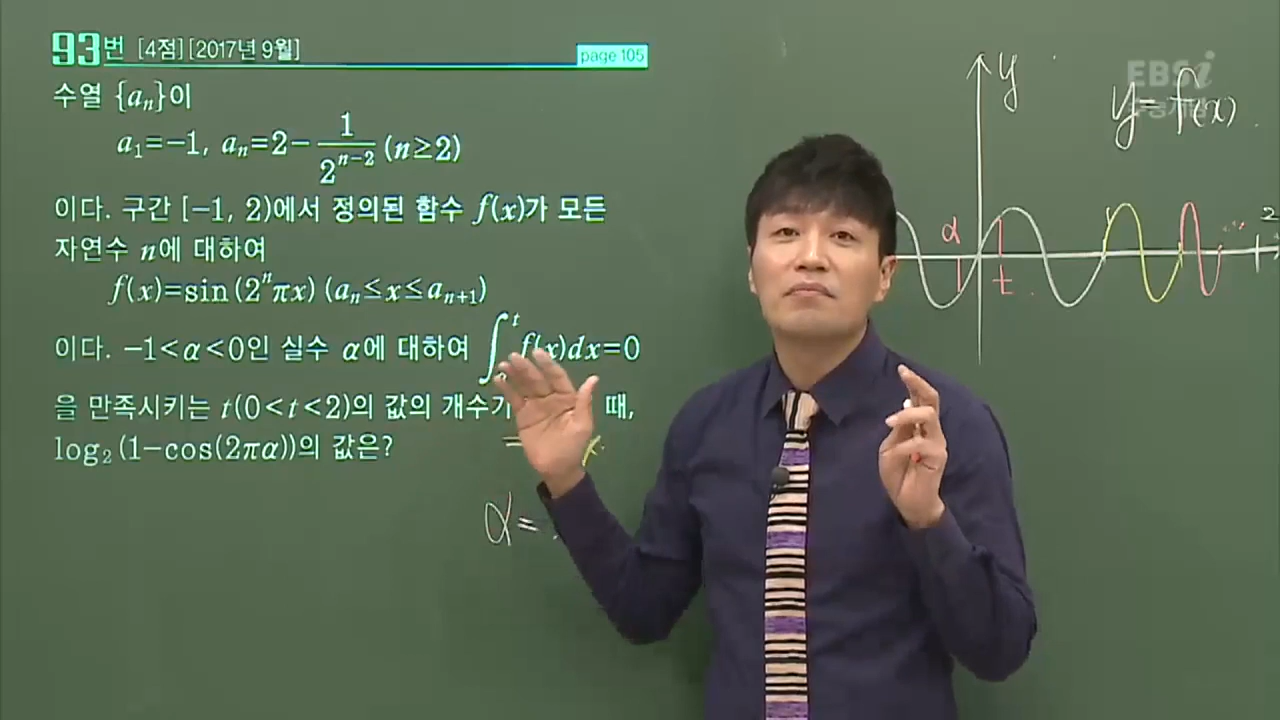 93번 [4점][2017년 9월]
page 105
수열 {aₙ}이
a₁=-1, aₙ=2-1/2ⁿ⁻² (n≥2)
이다. 구간 [-1, 2)에서 정의된 함수 f(x)가 모든
자연수 n에 대하여
f(x)=sin(2ⁿπx) (aₙ≤x≤aₙ₊₁)
이다. -1<α<0인 실수 α에 대하여 ∫ᵗ f(x)dx=0
을 만족시키는 t(0<t<2)의 값의 개수가 때,
log₂(1-cos(2πα))의 값은?
α=
y
y=f(x)
α
t
2
EBSi